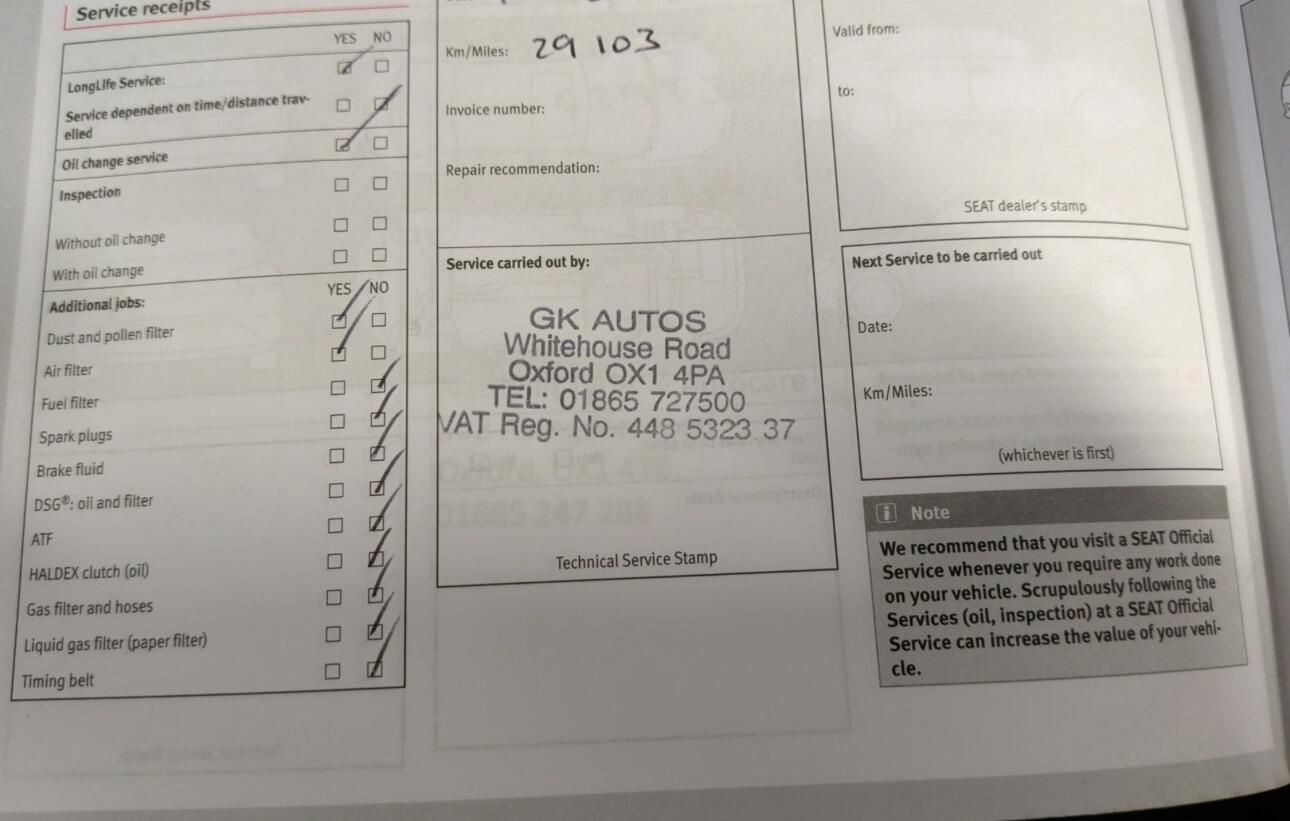 Service receipts
YES NO
LongLife Service:
Service dependent on time/distance trav-
elled
Oil change service
Inspection
Without oil change
With oil change
Additional jobs:
YES NO
Dust and pollen filter
Air filter
Fuel filter
Spark plugs
Brake fluid
DSG®: oil and filter
ATF
HALDEX clutch (oil)
Gas filter and hoses
Liquid gas filter (paper filter)
Timing belt
Km/Miles: 29 103
Invoice number:
Repair recommendation:
Service carried out by:
GK AUTOS
Whitehouse Road
Oxford OX1 4PA
TEL: 01865 727500
VAT Reg. No. 448 5323 37
Technical Service Stamp
Valid from:
to:
SEAT dealer's stamp
Next Service to be carried out
Date:
Km/Miles:
(whichever is first)
i Note
We recommend that you visit a SEAT Official
Service whenever you require any work done
on your vehicle. Scrupulously following the
Services (oil, inspection) at a SEAT Official
Service can increase the value of your vehi-
cle.